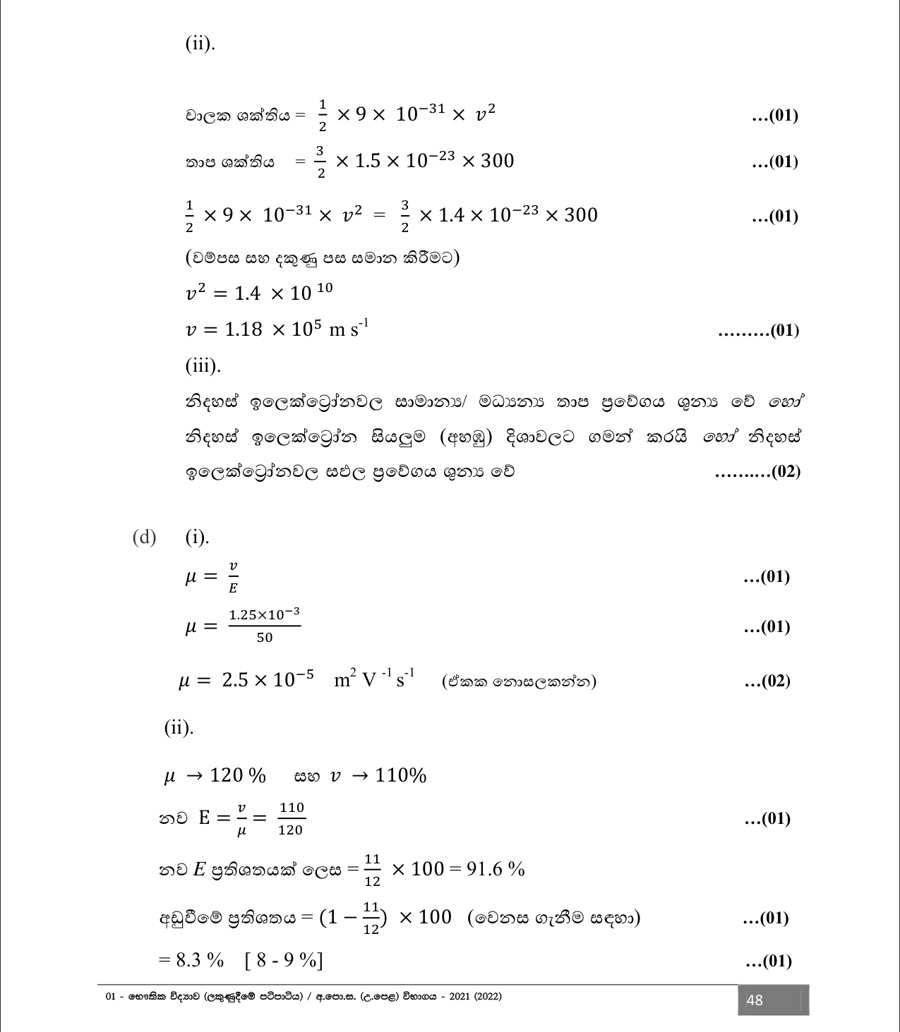 (ii).
චාලක ශක්තිය = 1/2 × 9 × 10⁻³¹ × v² ...(01)
තාප ශක්තිය = 3/2 × 1.5 × 10⁻²³ × 300 ...(01)
1/2 × 9 × 10⁻³¹ × v² = 3/2 × 1.4 × 10⁻²³ × 300 ...(01)
(වම්පස සහ දකුණු පස සමාන කිරීමට)
v² = 1.4 × 10 ¹⁰
v = 1.18 × 10⁵ m s⁻¹ .........(01)
(iii).
නිදහස් ඉලෙක්ට්‍රෝනවල සාමාන්‍ය/ මධ්‍යන්‍ය තාප ප්‍රවේගය ශුන්‍ය වේ හෝ
නිදහස් ඉලෙක්ට්‍රෝන සියලුම (අහඹු) දිශාවලට ගමන් කරයි හෝ නිදහස්
ඉලෙක්ට්‍රෝනවල සඵල ප්‍රවේගය ශුන්‍ය වේ ..........(02)
(d) (i).
μ = v/E ...(01)
μ = 1.25×10⁻³/50 ...(01)
μ = 2.5 × 10⁻⁵ m² V ⁻¹ s⁻¹ (ඒකක නොසලකන්න) ...(02)
(ii).
μ → 120 % සහ v → 110%
නව E = v/μ = 110/120 ...(01)
නව E ප්‍රතිශතයක් ලෙස = 11/12 × 100 = 91.6 %
අඩුවීමේ ප්‍රතිශතය = (1 − 11/12) × 100 (වෙනස ගැනීම සඳහා) ...(01)
= 8.3 % [ 8 - 9 %] ...(01)
01 - භෞතික විද්‍යාව (ලකුණුදීමේ පටිපාටිය) / අ.පො.ස. (උ.පෙළ) විභාගය - 2021 (2022) 48